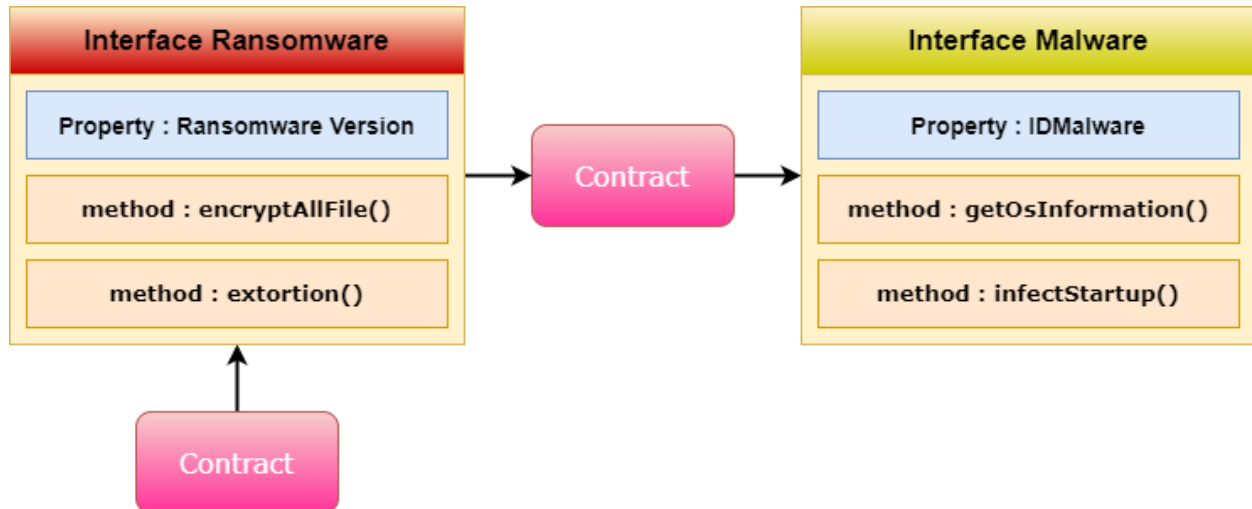 Interface Ransomware
Property : Ransomware Version
method : encryptAllFile()
method : extortion()
Contract
Interface Malware
Property : IDMalware
method : getOsInformation()
method : infectStartup()
Contract